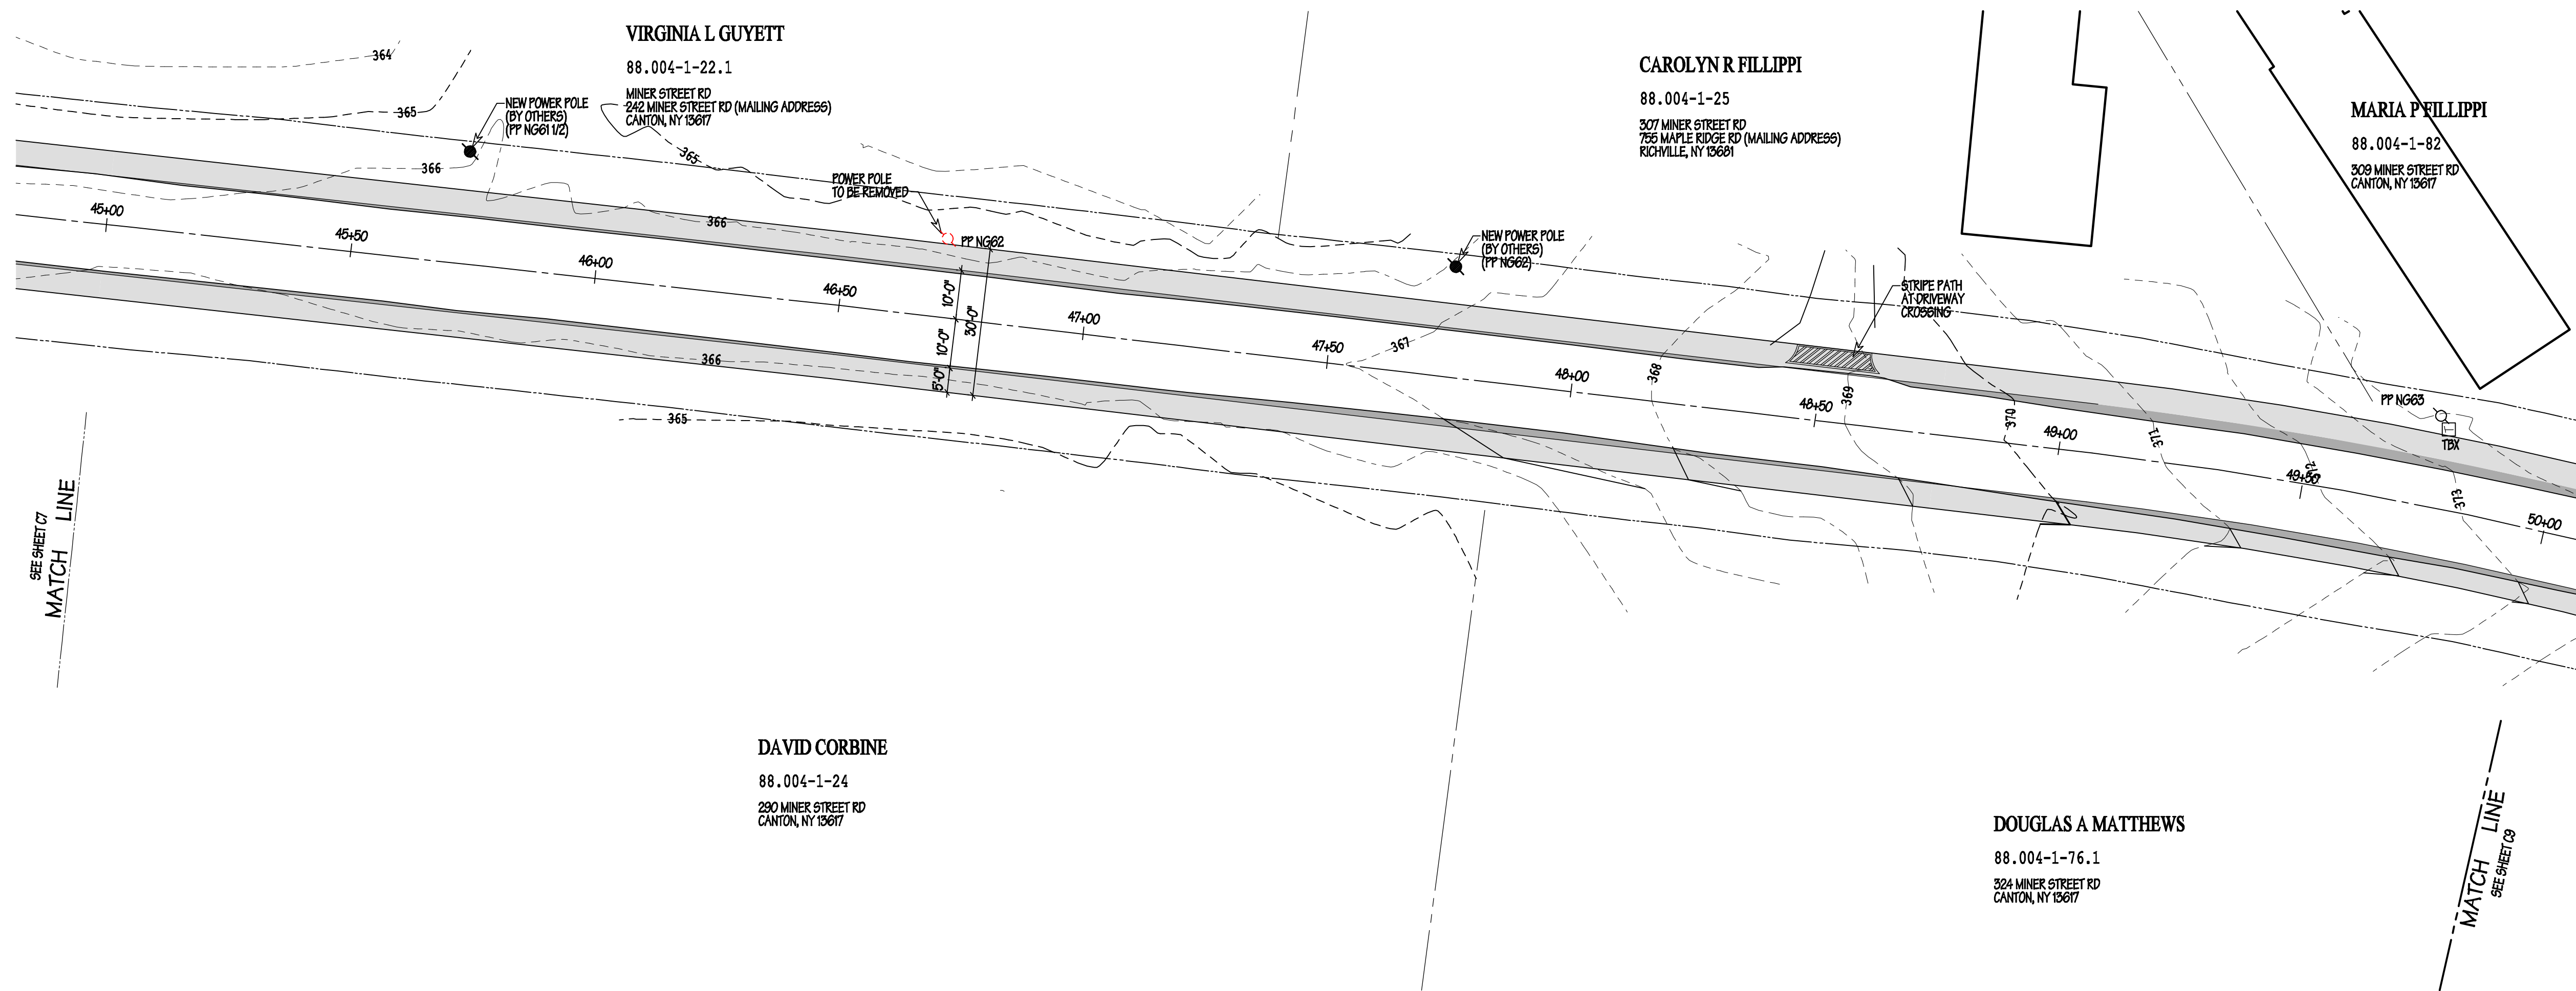 VIRGINIA L GUYETT
88.004-1-22.1
MINER STREET RD
242 MINER STREET RD (MAILING ADDRESS)
CANTON, NY 13617
CAROLYN R FILLIPPI
88.004-1-25
307 MINER STREET RD
755 MAPLE RIDGE RD (MAILING ADDRESS)
RICHVILLE, NY 13681
MARIA P FILLIPPI
88.004-1-82
309 MINER STREET RD
CANTON, NY 13617
364
365
NEW POWER POLE
(BY OTHERS)
(PP NG61 1/2)
366
365
POWER POLE
TO BE REMOVED
366
PP NG62
NEW POWER POLE
(BY OTHERS)
(PP NG62)
STRIPE PATH
AT DRIVEWAY
CROSSING
45+00
45+50
46+00
46+50
47+00
47+50
48+00
48+50
49+00
49+50
50+00
10'-0"
30'-0"
10'-0"
5'-0"
366
365
367
368
369
370
371
372
373
PP NG63
T
TBX
SEE SHEET C7
MATCH LINE
DAVID CORBINE
88.004-1-24
290 MINER STREET RD
CANTON, NY 13617
DOUGLAS A MATTHEWS
88.004-1-76.1
324 MINER STREET RD
CANTON, NY 13617
MATCH LINE
SEE SHEET C9